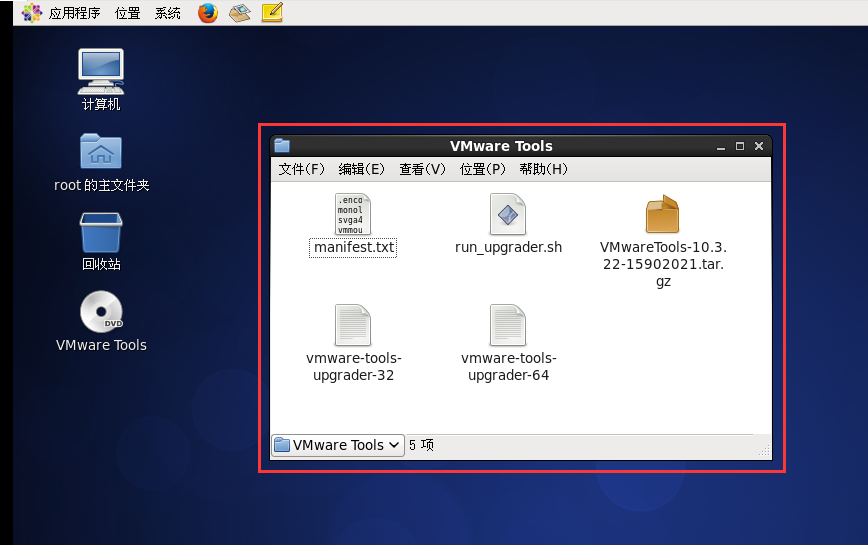 应用程序 位置 系统
计算机
root 的主文件夹
回收站
DVD
VMware Tools
VMware Tools
文件(F) 编辑(E) 查看(V) 位置(P) 帮助(H)
.enco
monol
svga4
vmmou
manifest.txt
run_upgrader.sh
VMwareTools-10.3.
22-15902021.tar.
gz
vmware-tools-
upgrader-32
vmware-tools-
upgrader-64
VMware Tools 5 项